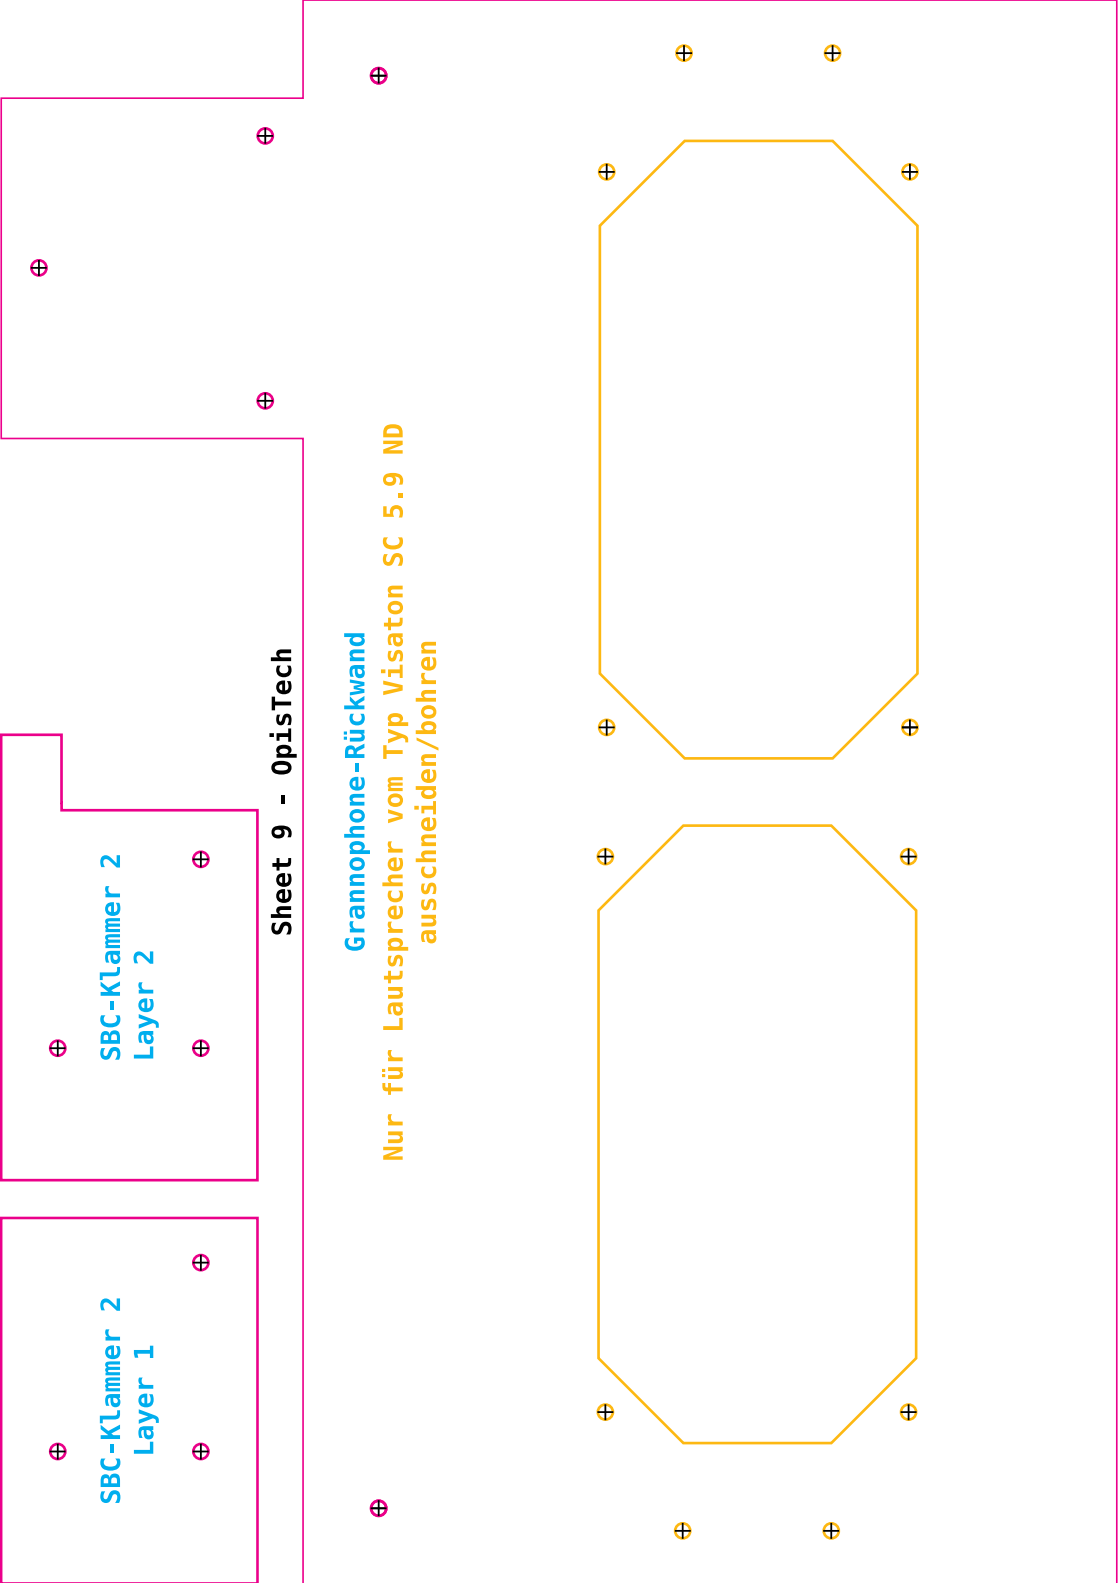 Sheet 9 - OpisTech
Grannophone-Rückwand
Nur für Lautsprecher vom Typ Visaton SC 5.9 ND
ausschneiden/bohren
SBC-Klammer 2
Layer 2
SBC-Klammer 2
Layer 1